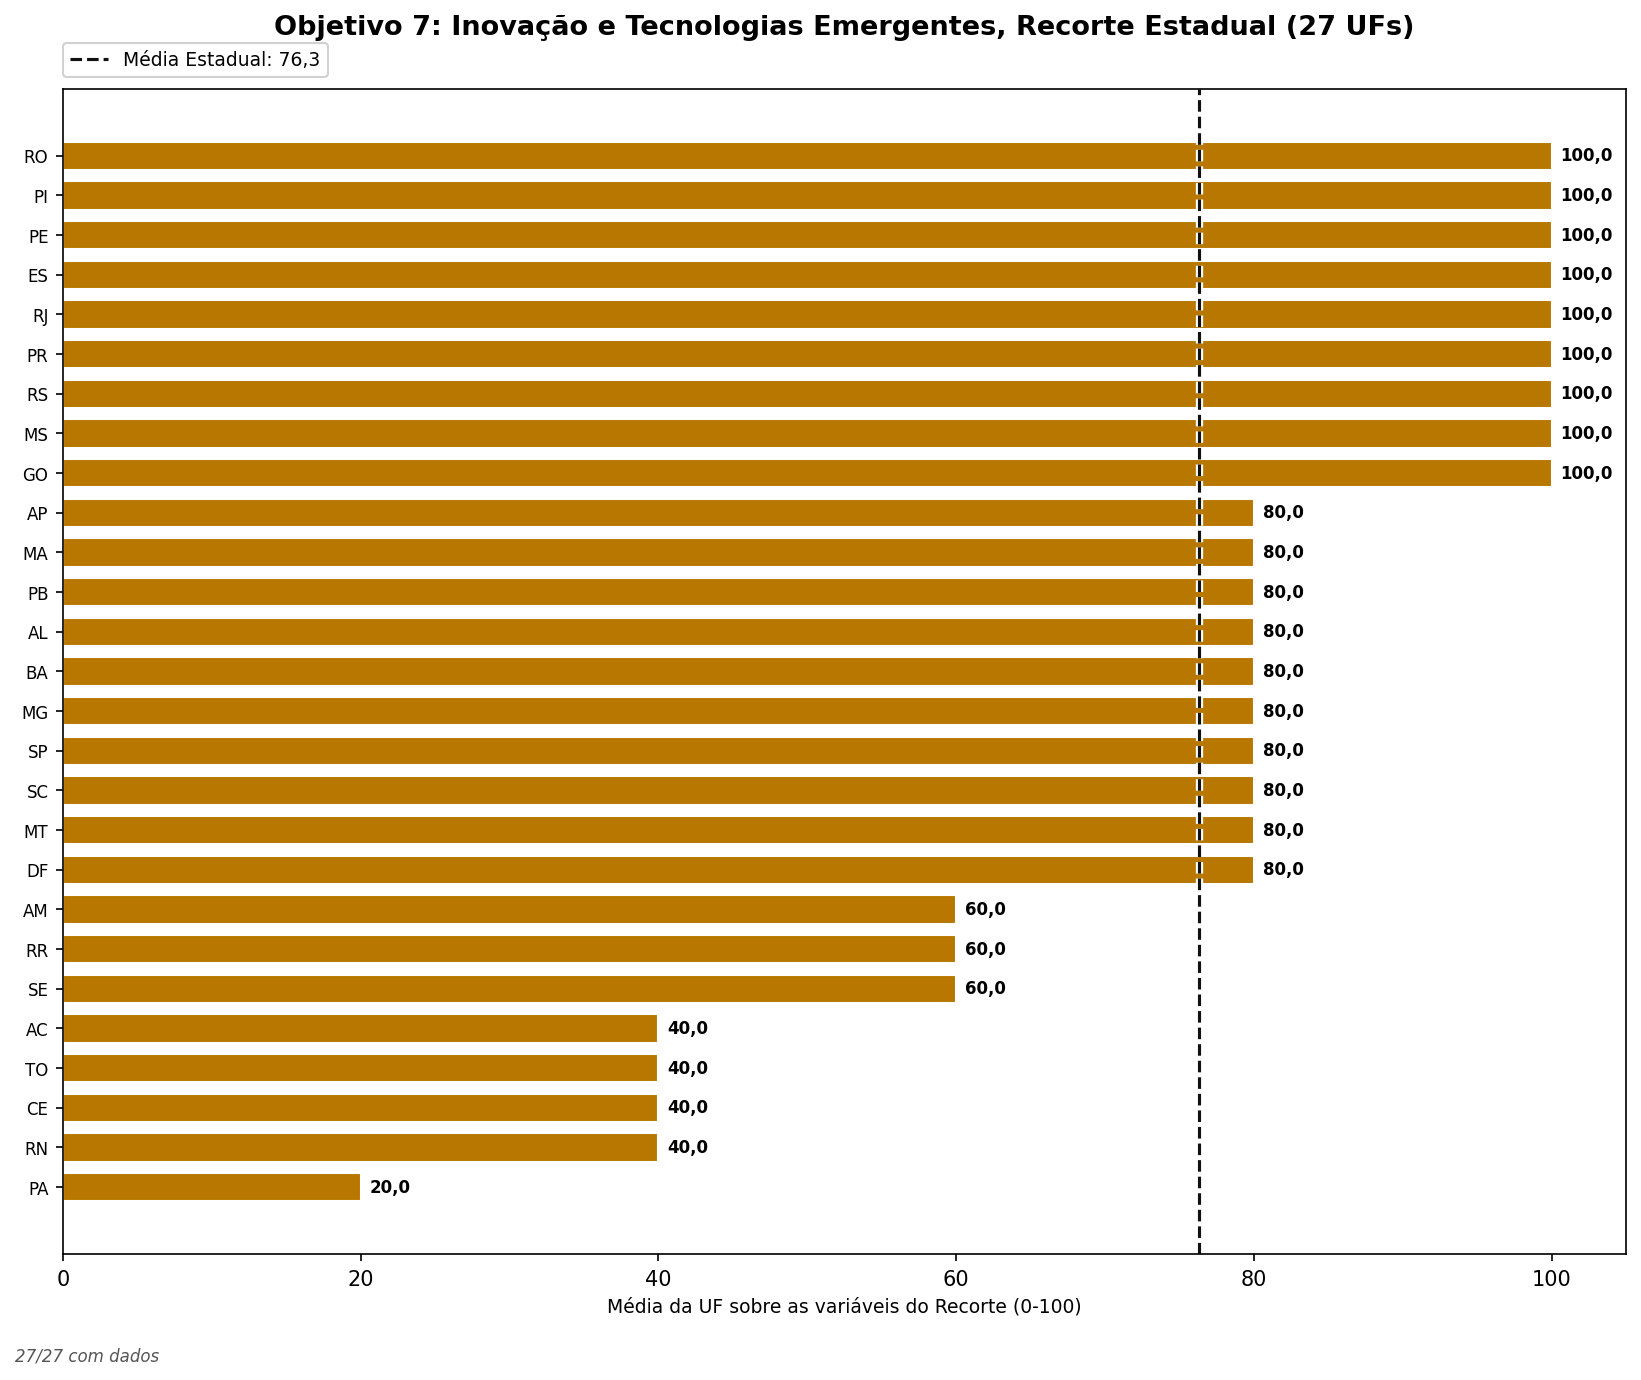 Objetivo 7: Inovação e Tecnologias Emergentes, Recorte Estadual (27 UFs)
Média Estadual: 76,3
RO 100,0
PI 100,0
PE 100,0
ES 100,0
RJ 100,0
PR 100,0
RS 100,0
MS 100,0
GO 100,0
AP 80,0
MA 80,0
PB 80,0
AL 80,0
BA 80,0
MG 80,0
SP 80,0
SC 80,0
MT 80,0
DF 80,0
AM 60,0
RR 60,0
SE 60,0
AC 40,0
TO 40,0
CE 40,0
RN 40,0
PA 20,0
0 20 40 60 80 100
Média da UF sobre as variáveis do Recorte (0-100)
27/27 com dados